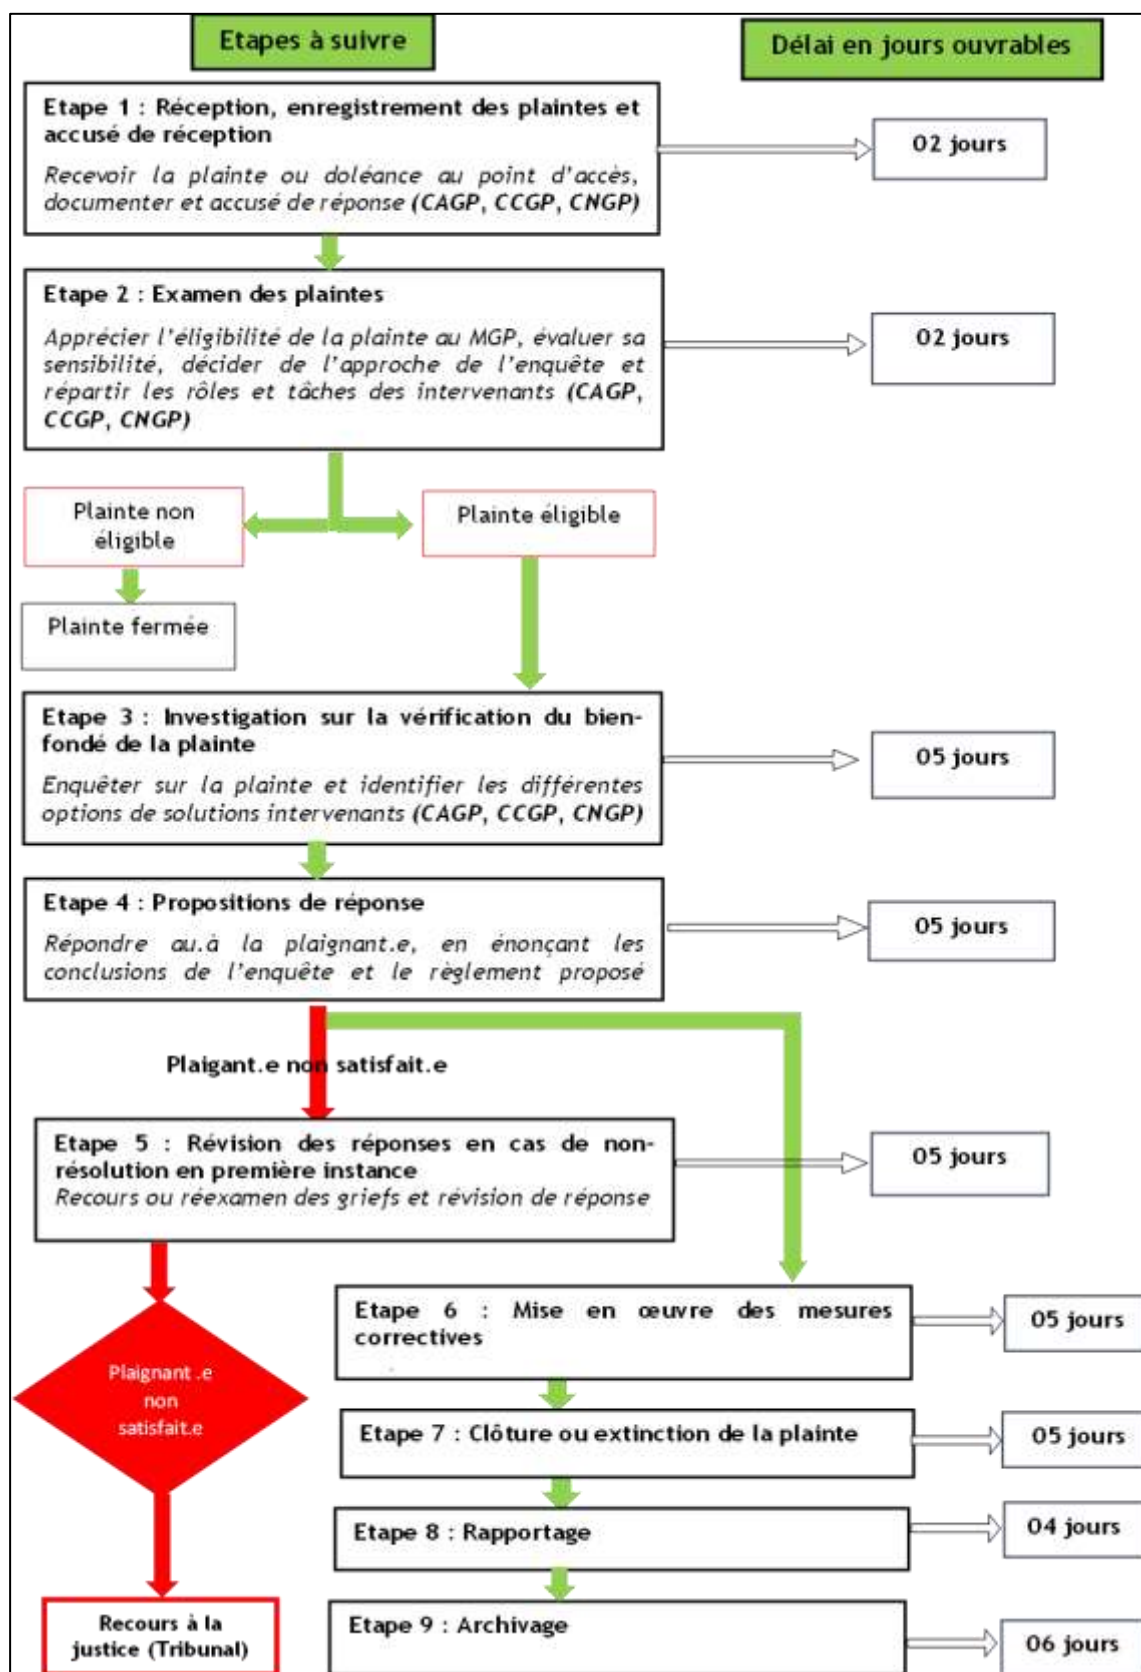 Etapes à suivre
Délai en jours ouvrables
Etape 1 : Réception, enregistrement des plaintes et
accusé de réception
Recevoir la plainte ou doléance au point d'accès,
documenter et accusé de réponse (CAGP, CCGP, CNGP)
02 jours
Etape 2 : Examen des plaintes
Apprécier l'éligibilité de la plainte au MGP, évaluer sa
sensibilité, décider de l'approche de l'enquête et
répartir les rôles et tâches des intervenants (CAGP,
CCGP, CNGP)
02 jours
Plainte non
éligible
Plainte éligible
Plainte fermée
Etape 3 : Investigation sur la vérification du bien-
fondé de la plainte
Enquêter sur la plainte et identifier les différentes
options de solutions intervenants (CAGP, CCGP, CNGP)
05 jours
Etape 4 : Propositions de réponse
Répondre au.à la plaignant.e, en énonçant les
conclusions de l'enquête et le règlement proposé
05 jours
Plaigant.e non satisfait.e
Etape 5 : Révision des réponses en cas de non-
résolution en première instance
Recours ou réexamen des griefs et révision de réponse
05 jours
Etape 6 : Mise en œuvre des mesures
correctives
05 jours
Plaignant .e
non
satisfait.e
Etape 7 : Clôture ou extinction de la plainte
05 jours
Etape 8 : Rapportage
04 jours
Recours à la
justice (Tribunal)
Etape 9 : Archivage
06 jours